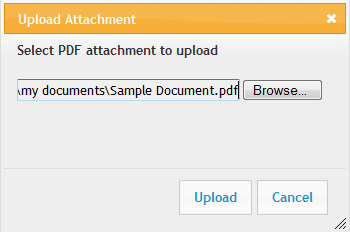 Upload Attachment
Select PDF attachment to upload
\my documents\Sample Document.pdf Browse...
Upload Cancel